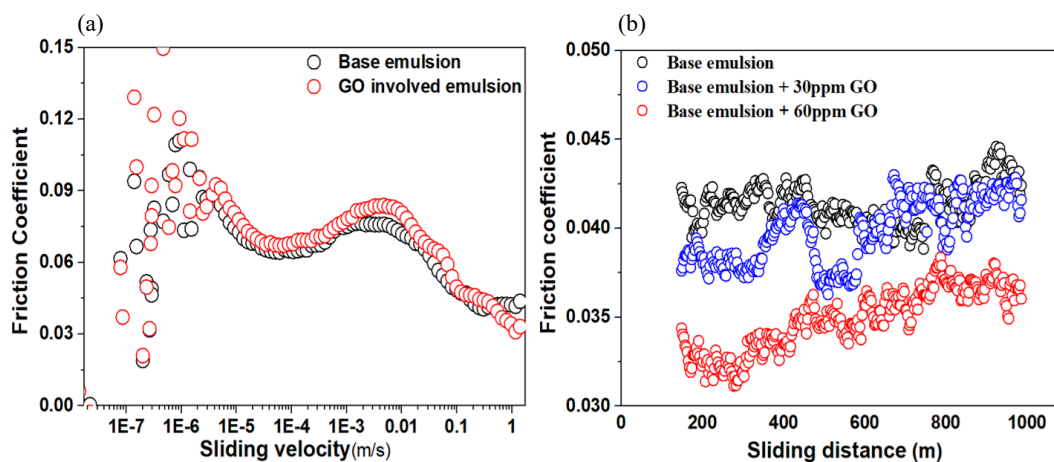 (a)
0.15
0.12
0.09
0.06
0.03
0.00
Friction Coefficient
Base emulsion
GO involved emulsion
1E-7 1E-6 1E-5 1E-4 1E-3 0.01 0.1 1
Sliding velocity(m/s)
(b)
0.050
0.045
0.040
0.035
0.030
Friction coefficient
Base emulsion
Base emulsion + 30ppm GO
Base emulsion + 60ppm GO
0 200 400 600 800 1000
Sliding distance (m)